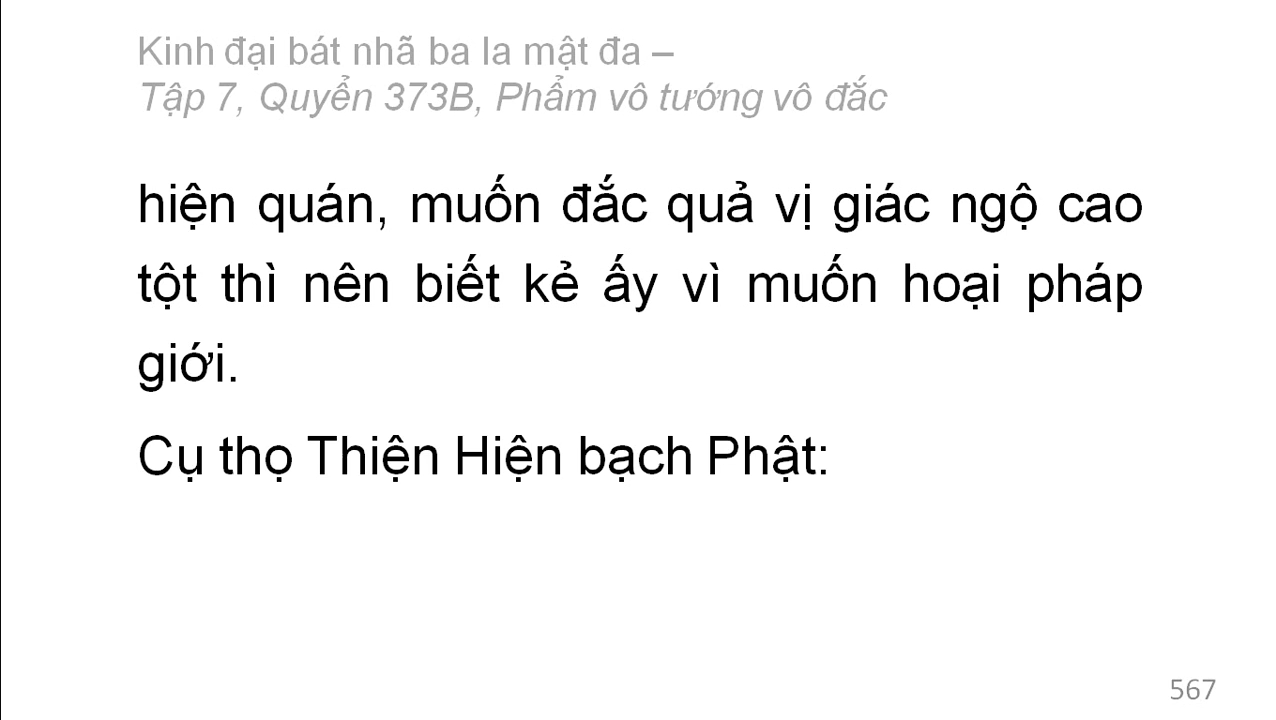 Kinh đại bát nhã ba la mật đa –
Tập 7, Quyển 373B, Phẩm vô tướng vô đắc
hiện quán, muốn đắc quả vị giác ngộ cao
tột thì nên biết kẻ ấy vì muốn hoại pháp
giới.
Cụ thọ Thiện Hiện bạch Phật:
567